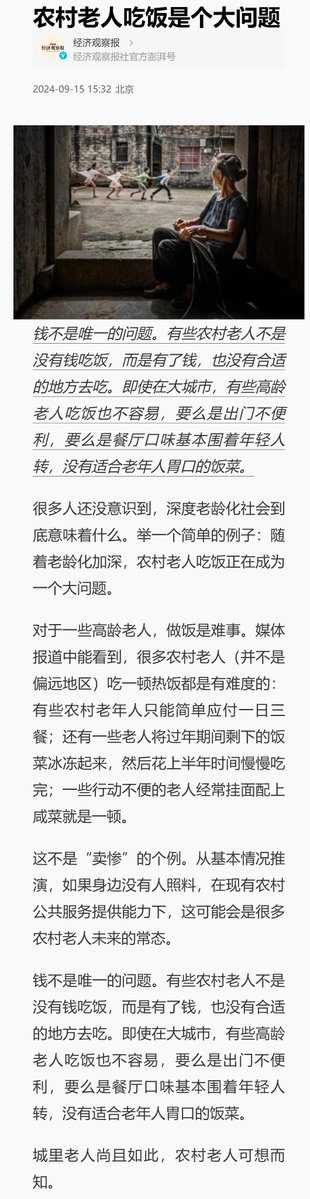 农村老人吃饭是个大问题
经济观察报
经济观察报社官方澎湃号
2024-09-15 15:32 北京
钱不是唯一的问题。有些农村老人不是
没有钱吃饭，而是有了钱，也没有合适
的地方去吃。即使在大城市，有些高龄
老人吃饭也不容易，要么是出门不便
利，要么是餐厅口味基本围着年轻人
转，没有适合老年人胃口的饭菜。
很多人还没意识到，深度老龄化社会到
底意味着什么。举一个简单的例子：随
着老龄化加深，农村老人吃饭正在成为
一个大问题。
对于一些高龄老人，做饭是难事。媒体
报道中能看到，很多农村老人（并不是
偏远地区）吃一顿热饭都是有难度的：
有些农村老年人只能简单应付一日三
餐；还有一些老人将过年期间剩下的饭
菜冰冻起来，然后花上半年时间慢慢吃
完；一些行动不便的老人经常挂面配上
咸菜就是一顿。
这不是“卖惨”的个例。从基本情况推
演，如果身边没有人照料，在现有农村
公共服务提供能力下，这可能会是很多
农村老人未来的常态。
钱不是唯一的问题。有些农村老人不是
没有钱吃饭，而是有了钱，也没有合适
的地方去吃。即使在大城市，有些高龄
老人吃饭也不容易，要么是出门不便
利，要么是餐厅口味基本围着年轻人
转，没有适合老年人胃口的饭菜。
城里老人尚且如此，农村老人可想而
知。